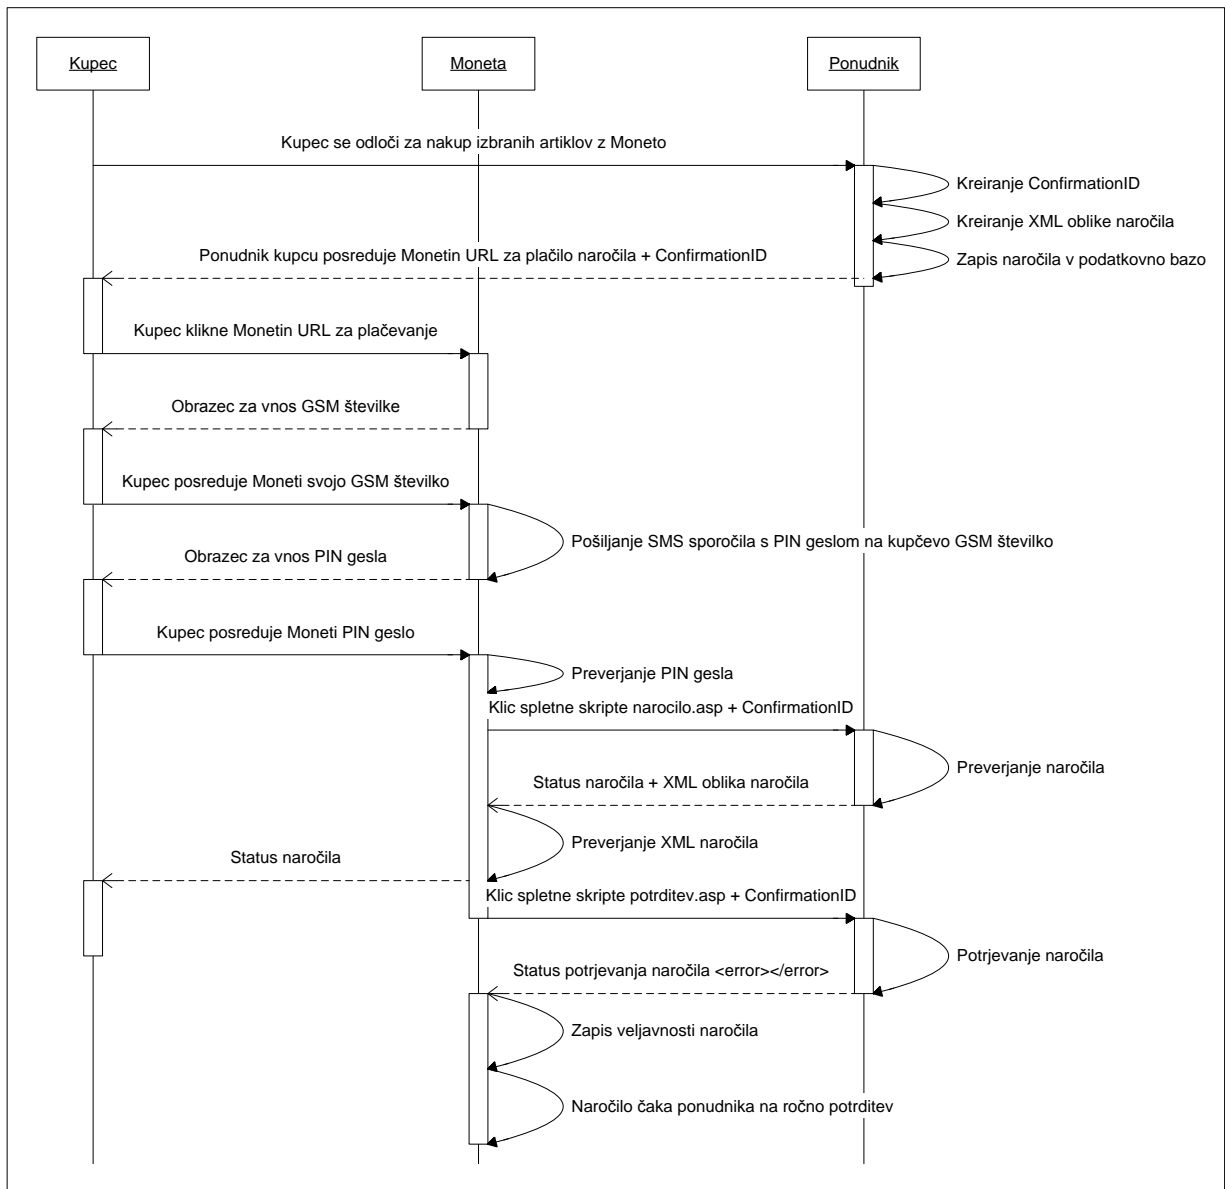 Kupec
Moneta
Ponudnik
Kupec se odloči za nakup izbranih artiklov z Moneto
Kreiranje ConfirmationID
Kreiranje XML oblike naročila
Ponudnik kupcu posreduje Monetin URL za plačilo naročila + ConfirmationID
Zapis naročila v podatkovno bazo
Kupec klikne Monetin URL za plačevanje
Obrazec za vnos GSM številke
Kupec posreduje Moneti svojo GSM številko
Pošiljanje SMS sporočila s PIN geslom na kupčevo GSM številko
Obrazec za vnos PIN gesla
Kupec posreduje Moneti PIN geslo
Preverjanje PIN gesla
Klic spletne skripte narocilo.asp + ConfirmationID
Preverjanje naročila
Status naročila + XML oblika naročila
Preverjanje XML naročila
Status naročila
Klic spletne skripte potrditev.asp + ConfirmationID
Potrjevanje naročila
Status potrjevanja naročila <error></error>
Zapis veljavnosti naročila
Naročilo čaka ponudnika na ročno potrditev